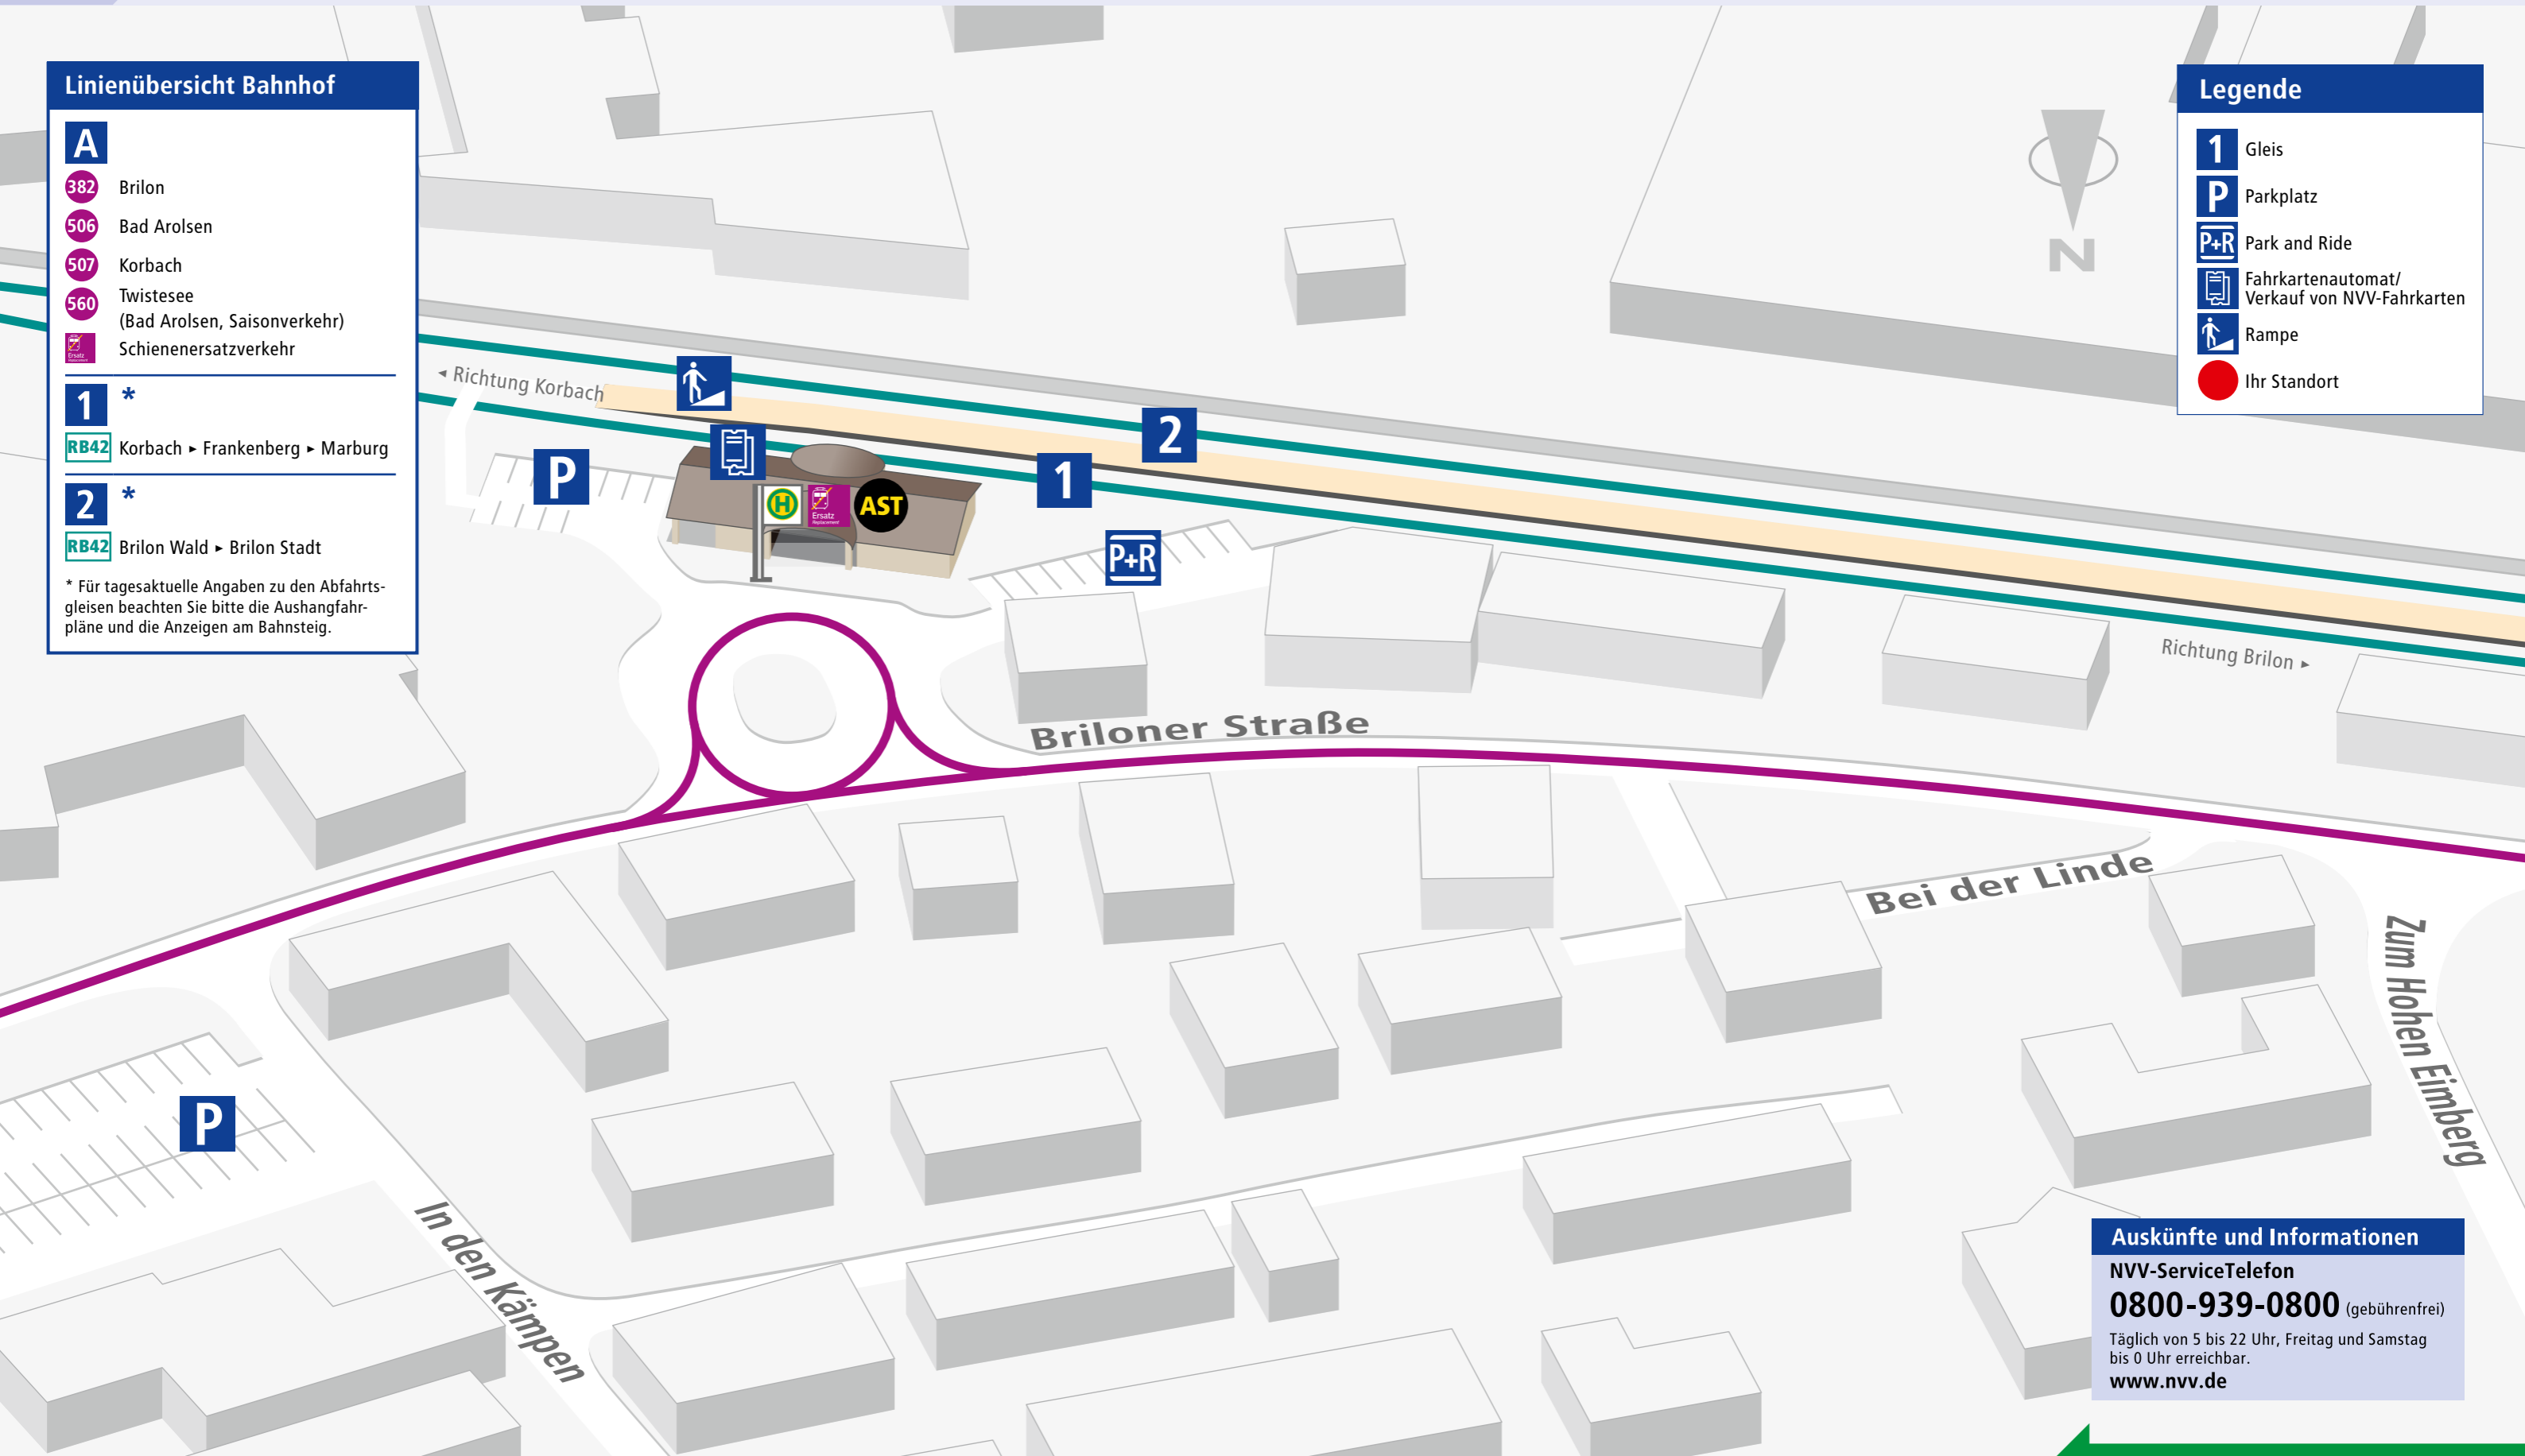 Linienübersicht Bahnhof
A
382 Brilon
506 Bad Arolsen
507 Korbach
560 Twistesee
(Bad Arolsen, Saisonverkehr)
Ersatz
Replacement
Schienenersatzverkehr
1 *
RB42 Korbach ▸ Frankenberg ▸ Marburg
2 *
RB42 Brilon Wald ▸ Brilon Stadt
* Für tagesaktuelle Angaben zu den Abfahrts-
gleisen beachten Sie bitte die Aushangfahr-
pläne und die Anzeigen am Bahnsteig.
Legende
1 Gleis
P Parkplatz
P+R Park and Ride
Fahrkartenautomat/
Verkauf von NVV-Fahrkarten
Rampe
Ihr Standort
N
◂ Richtung Korbach
2
1
P
H
Ersatz
Replacement
AST
P+R
Richtung Brilon ▸
Briloner Straße
Bei der Linde
Zum Hohen Eimberg
P
In den Kämpen
Auskünfte und Informationen
NVV-ServiceTelefon
0800-939-0800 (gebührenfrei)
Täglich von 5 bis 22 Uhr, Freitag und Samstag
bis 0 Uhr erreichbar.
www.nvv.de